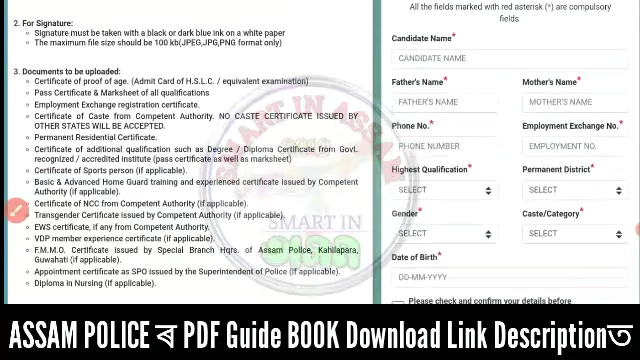 2. For Signature:
Signature must be taken with a black or dark blue ink on a white paper
The maximum file size should be 100 kb(JPEG,JPG,PNG format only)
3. Documents to be uploaded:
Certificate of proof of age. (Admit Card of H.S.L.C. / equivalent examination)
Pass Certificate & Marksheet of all qualifications
Employment Exchange registration certificate.
Certificate of Caste from Competent Authority. NO CASTE CERTIFICATE ISSUED BY
OTHER STATES WILL BE ACCEPTED.
Permanent Residential Certificate.
Certificate of additional qualification such as Degree / Diploma Certificate from Govt.
recognized / accredited institute (pass certificate as well as marksheet)
Certificate of Sports person (if applicable).
Basic & Advanced Home Guard training and experienced certificate issued by Competent
Authority (if applicable).
Certificate of NCC from Competent Authority (if applicable).
Transgender Certificate issued by Competent Authority (if applicable).
EWS certificate, if any from Competent Authority.
VDP member experience certificate (if applicable).
F.M.M.O. Certificate issued by Special Branch Hqrs. of Assam Police, Kahilapara,
Guwahati (if applicable).
Appointment certificate as SPO issued by the Superintendent of Police (if applicable).
Diploma in Nursing (if applicable).
All the fields marked with red asterisk (*) are compulsory
fields.
Candidate Name*
CANDIDATE NAME
Father's Name* Mother's Name*
FATHER'S NAME MOTHER'S NAME
Phone No.* Employment Exchange No.*
PHONE NUMBER EMPLOYMENT NO.
Highest Qualification* Permanent District*
SELECT SELECT
Gender* Caste/Category*
SELECT SELECT
Date of Birth*
DD-MM-YYYY
Please check and confirm your details before
SMART IN ASSAM
SMART IN
ASSAM POLICE ৰ PDF Guide BOOK Download Link Descriptionত